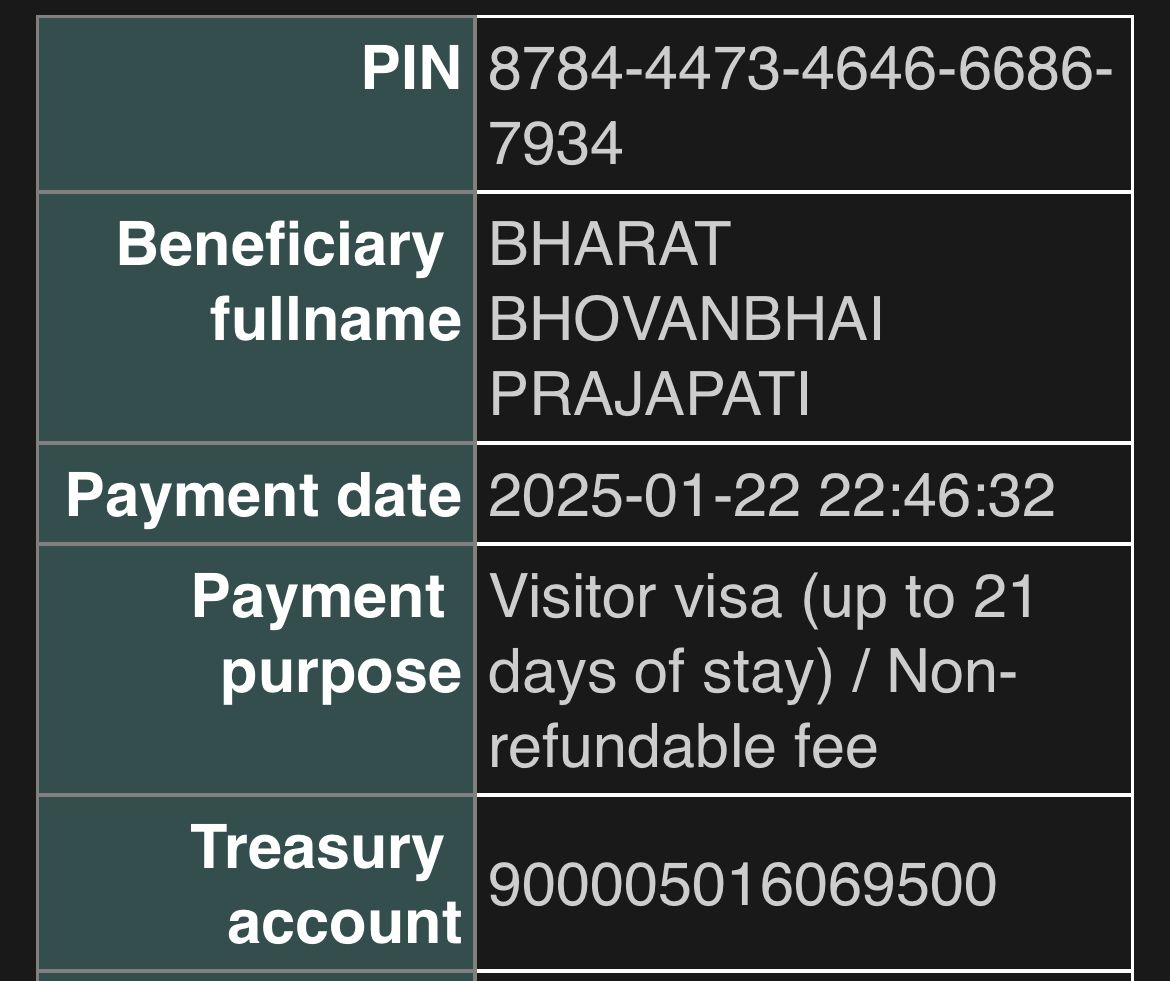 PIN
8784-4473-4646-6686-
7934
Beneficiary
fullname
BHARAT
BHOVANBHAI
PRAJAPATI
Payment date
2025-01-22 22:46:32
Payment
purpose
Visitor visa (up to 21
days of stay) / Non-
refundable fee
Treasury
account
900005016069500